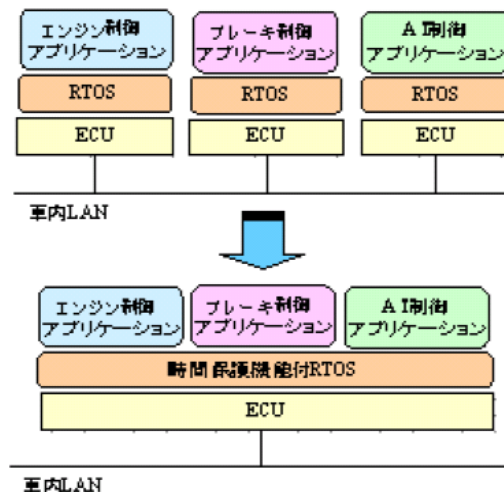 エンジン制御
アプリケーション
ブレーキ制御
アプリケーション
AI制御
アプリケーション
RTOS
RTOS
RTOS
ECU
ECU
ECU
車内LAN
エンジン制御
アプリケーション
ブレーキ制御
アプリケーション
AI制御
アプリケーション
時間保護機能付RTOS
ECU
車内LAN